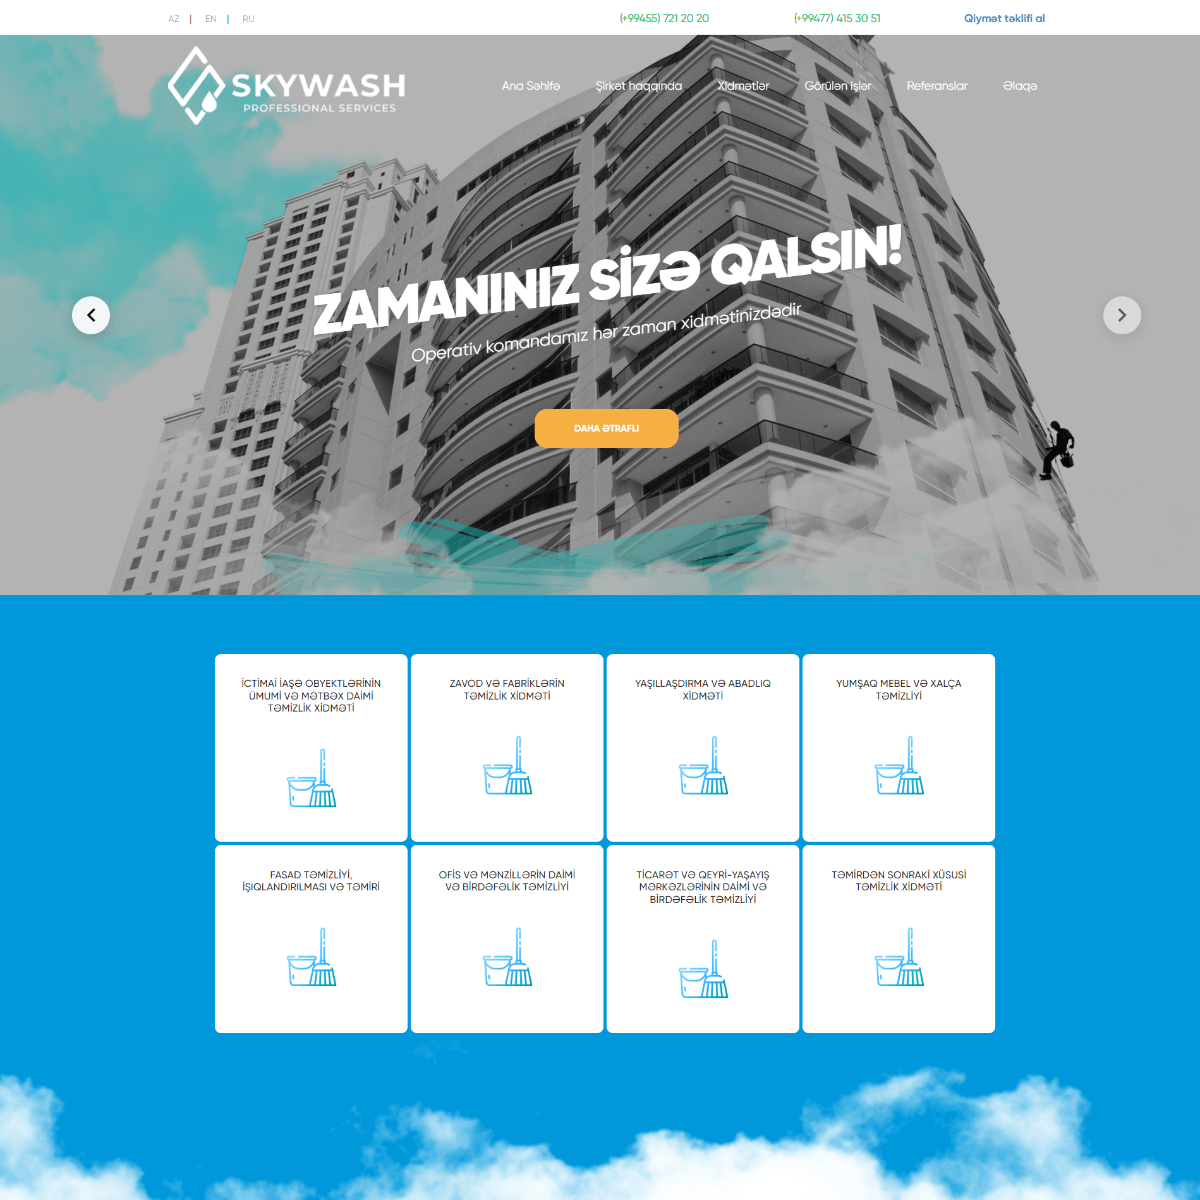 AZ | EN | RU
(+99455) 721 20 20
(+99477) 415 30 51
Qiymət təklifi al
SKYWASH
PROFESSIONAL SERVICES
Ana Səhifə
Şirkət haqqında
Xidmətlər
Görülən İşlər
Referanslar
Əlaqə
ZAMANINIZ SİZƏ QALSIN!
Operativ komandamız hər zaman xidmətinizdədir
DAHA ƏTRAFLI
İCTİMAİ İAŞƏ OBYEKTLƏRİNİN
ÜMUMİ VƏ MƏTBƏX DAİMİ
TƏMİZLİK XİDMƏTİ
ZAVOD VƏ FABRİKLƏRİN
TƏMİZLİK XİDMƏTİ
YAŞILLAŞDIRMA VƏ ABADLIQ
XİDMƏTİ
YUMŞAQ MEBEL VƏ XALÇA
TƏMİZLİYİ
FASAD TƏMİZLİYİ,
İŞIQLANDIRILMASI VƏ TƏMİRİ
OFİS VƏ MƏNZİLLƏRİN DAİMİ
VƏ BİRDƏFƏLİK TƏMİZLİYİ
TİCARƏT VƏ QEYRİ-YAŞAYIŞ
MƏRKƏZLƏRİNİN DAİMİ VƏ
BİRDƏFƏLİK TƏMİZLİYİ
TƏMİRDƏN SONRAKI XÜSUSİ
TƏMİZLİK XİDMƏTİ